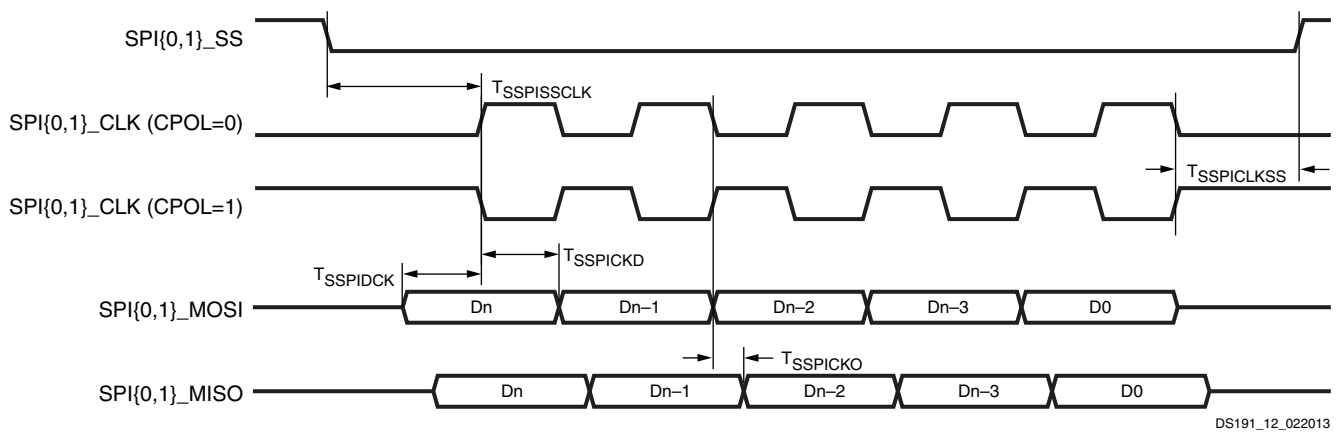 SPI{0,1}_SS
TSSPISSCLK
SPI{0,1}_CLK (CPOL=0)
TSSPICLKSS
SPI{0,1}_CLK (CPOL=1)
TSSPICKD
TSSPIDCK
SPI{0,1}_MOSI
Dn
Dn–1
Dn–2
Dn–3
D0
TSSPICKO
SPI{0,1}_MISO
Dn
Dn–1
Dn–2
Dn–3
D0
DS191_12_022013